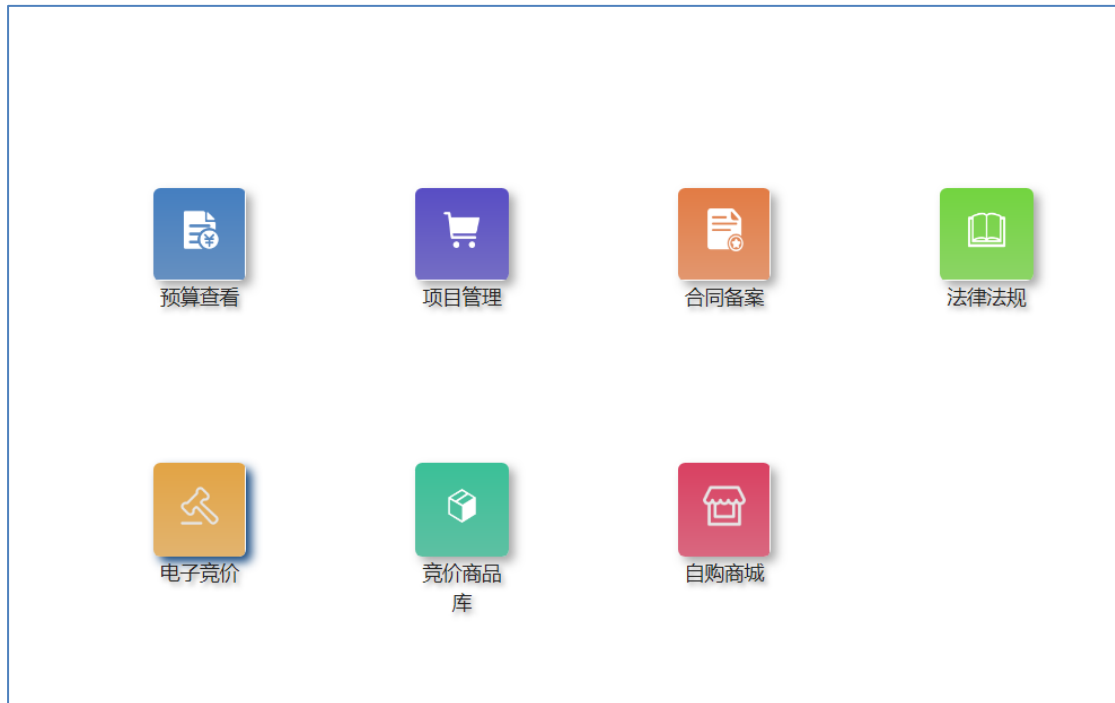 预算查看
项目管理
合同备案
法律法规
电子竞价
竞价商品
库
自购商城